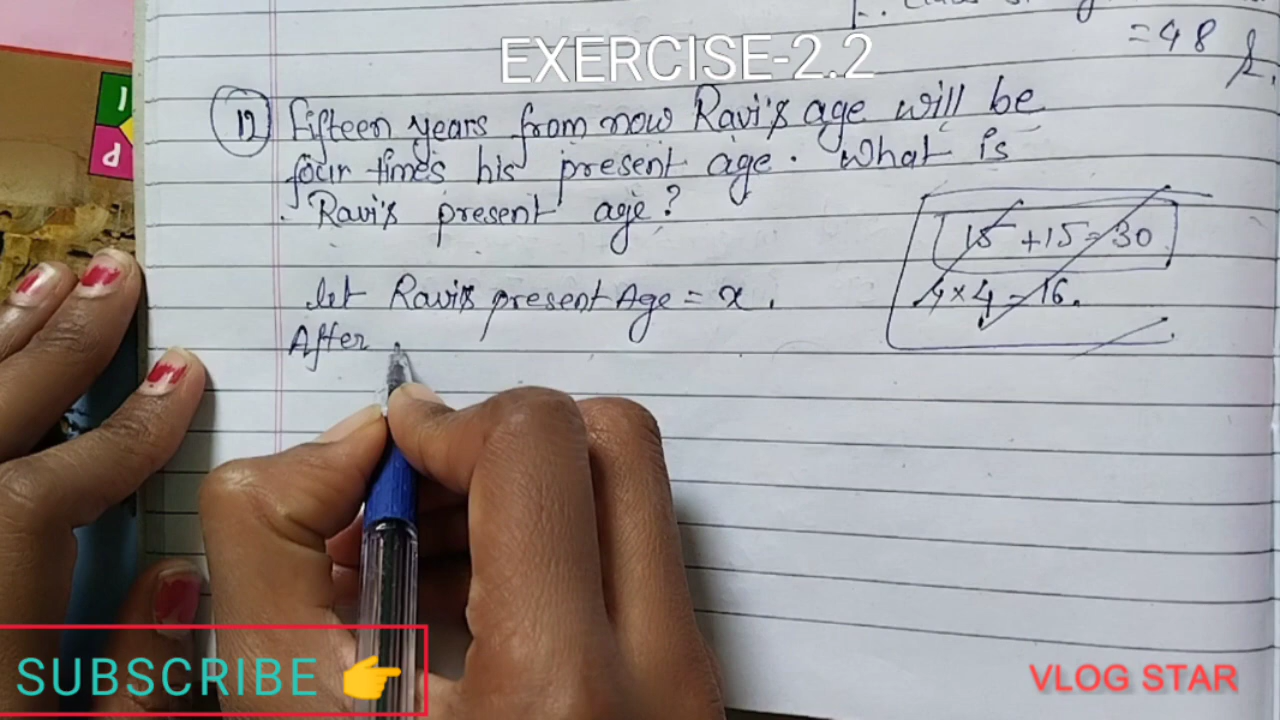 = 48
EXERCISE-2.2
12 Fifteen years from now Ravi's age will be
four times his present age. What is
Ravi's present age?
15 + 15 = 30
4 × 4 = 16.
let Ravi's present Age = x.
After
SUBSCRIBE 👉
VLOG STAR